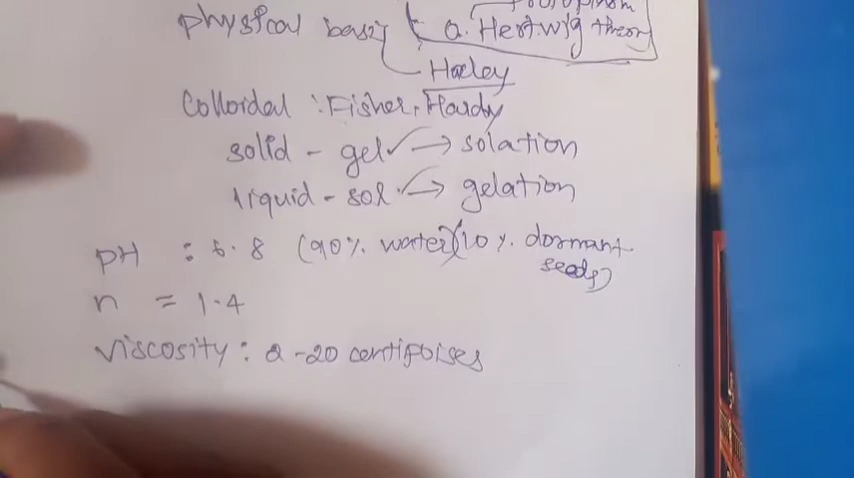 physical basis a. Hertwig theory
Haeley
Colloidal : Fisher, Hardy
solid - gel → solation
liquid - sol → gelation
pH : 6.8 (90% water) (10% dormant
seeds)
n = 1.4
viscosity : 2-20 centipoises